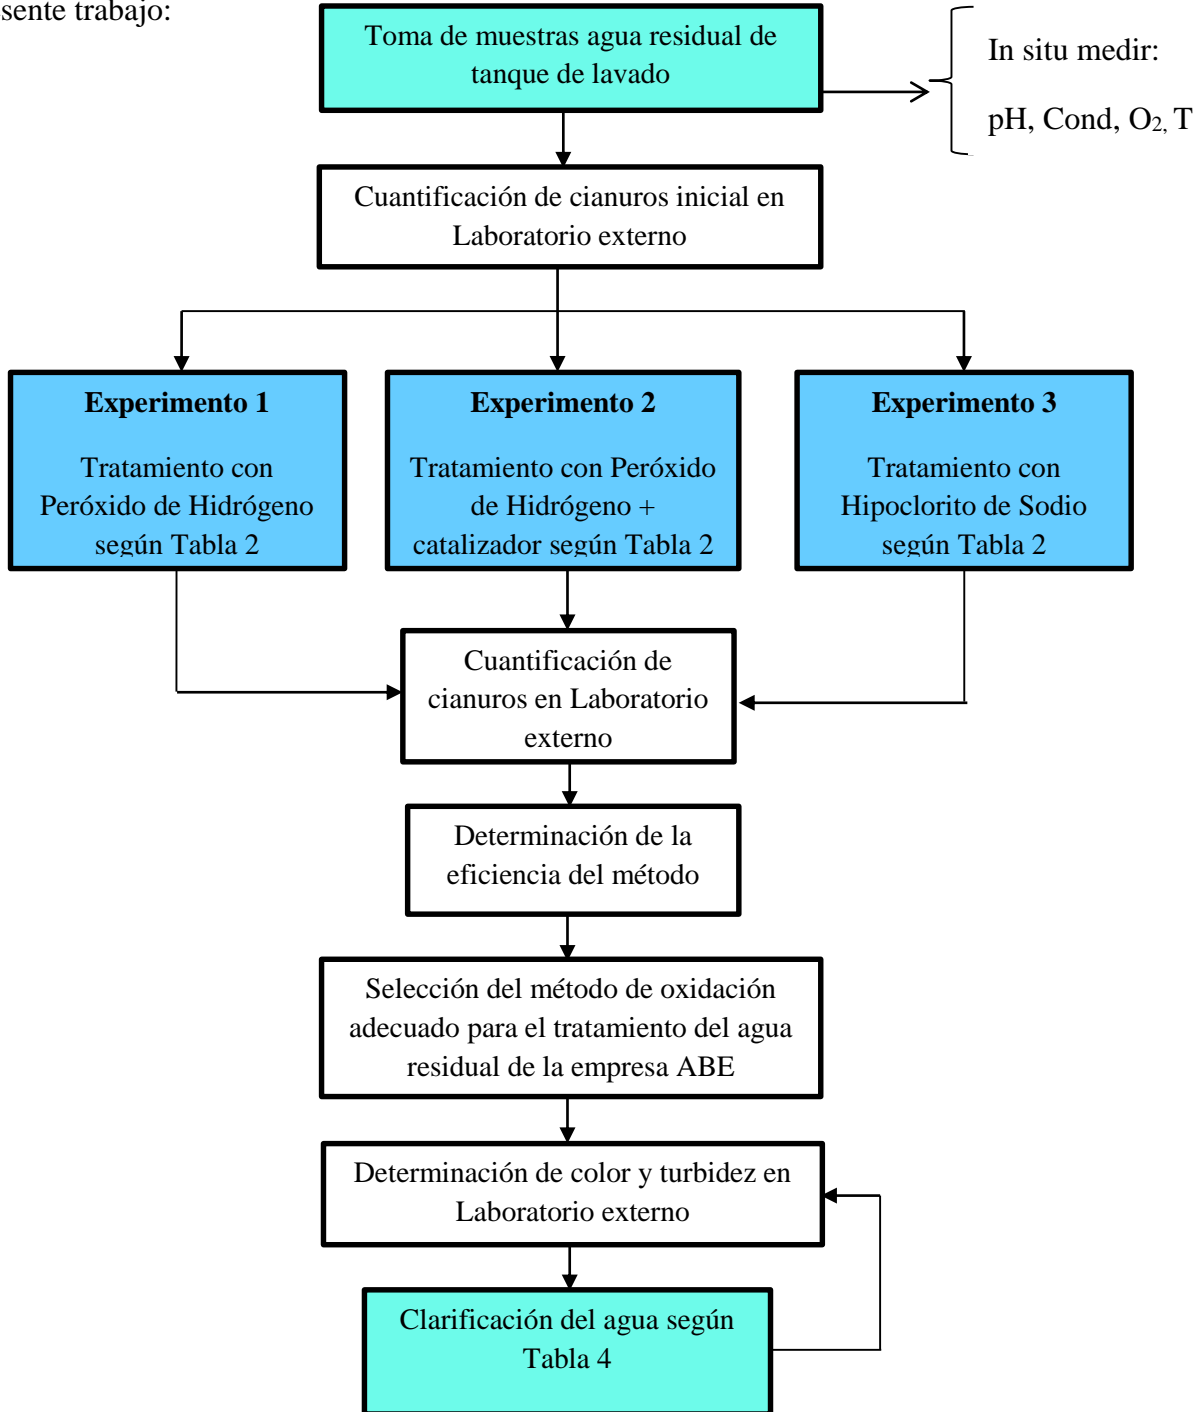 sente trabajo:
Toma de muestras agua residual de
tanque de lavado
In situ medir:
pH, Cond, O₂, T
Cuantificación de cianuros inicial en
Laboratorio externo
Experimento 1
Tratamiento con
Peróxido de Hidrógeno
según Tabla 2
Experimento 2
Tratamiento con Peróxido
de Hidrógeno +
catalizador según Tabla 2
Experimento 3
Tratamiento con
Hipoclorito de Sodio
según Tabla 2
Cuantificación de
cianuros en Laboratorio
externo
Determinación de la
eficiencia del método
Selección del método de oxidación
adecuado para el tratamiento del agua
residual de la empresa ABE
Determinación de color y turbidez en
Laboratorio externo
Clarificación del agua según
Tabla 4